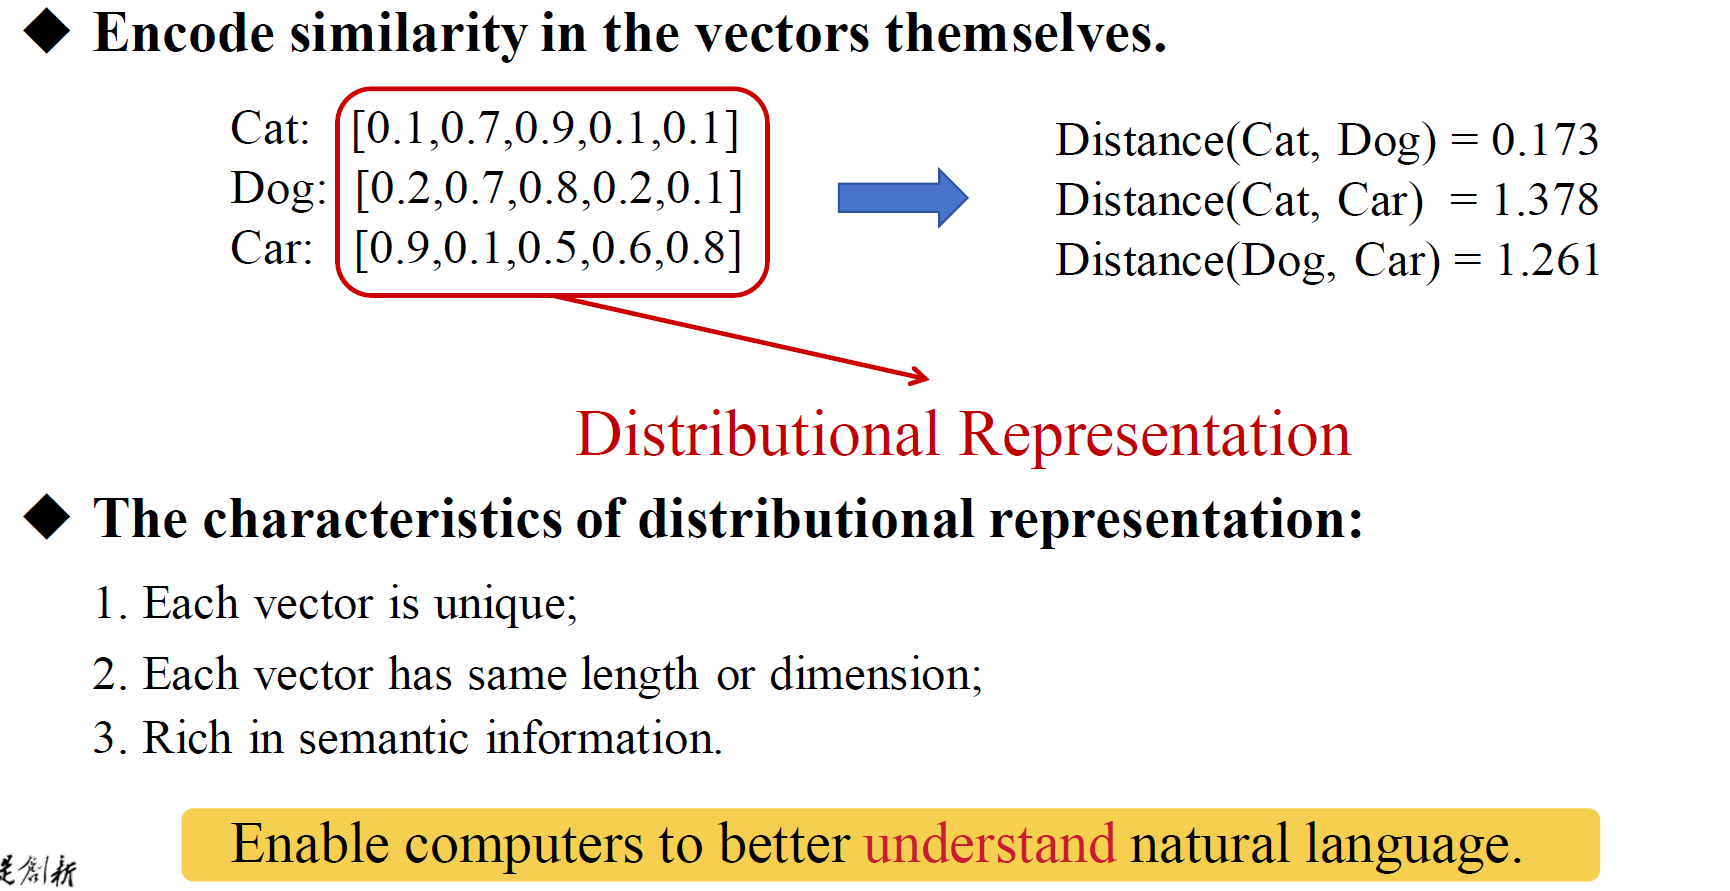 ◆ Encode similarity in the vectors themselves.
Cat: [0.1,0.7,0.9,0.1,0.1]
Dog: [0.2,0.7,0.8,0.2,0.1]
Car: [0.9,0.1,0.5,0.6,0.8]
Distance(Cat, Dog) = 0.173
Distance(Cat, Car) = 1.378
Distance(Dog, Car) = 1.261
Distributional Representation
◆ The characteristics of distributional representation:
1. Each vector is unique;
2. Each vector has same length or dimension;
3. Rich in semantic information.
Enable computers to better understand natural language.
是創新